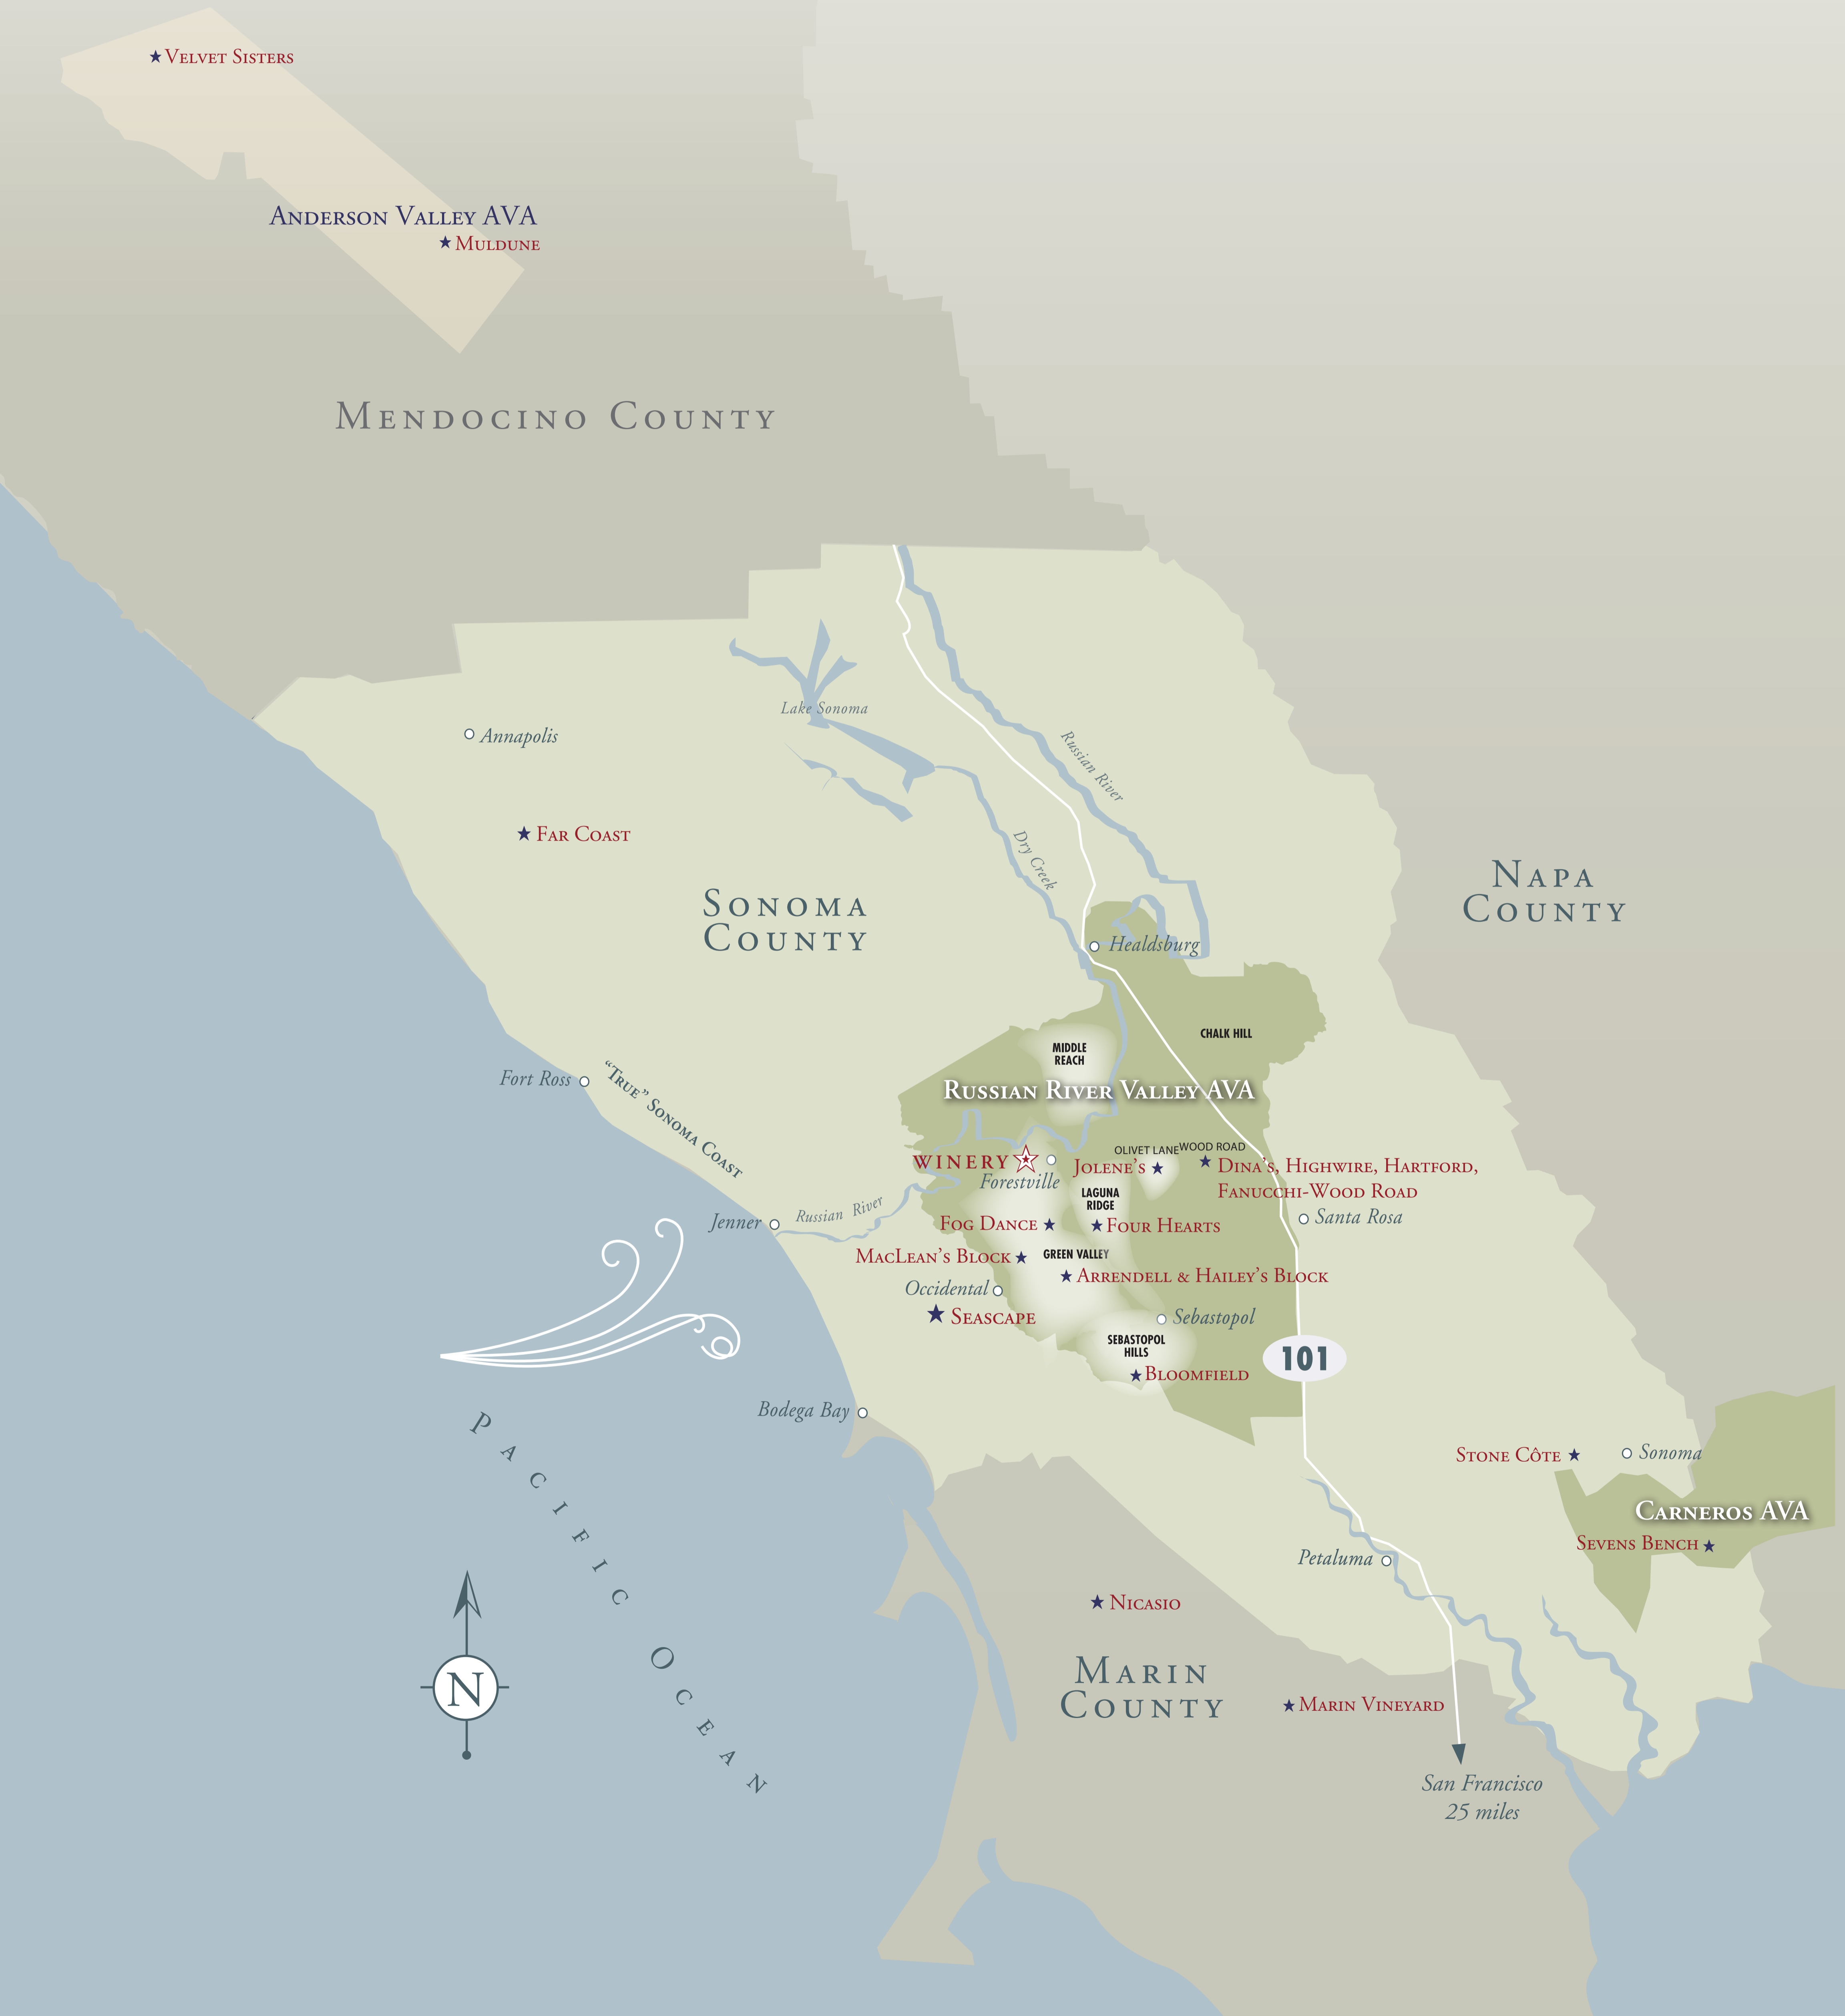 Velvet Sisters
Anderson Valley AVA
Muldune
Mendocino County
Lake Sonoma
Annapolis
Russian River
Far Coast
Dry Creek
Sonoma
County
Napa
County
Healdsburg
CHALK HILL
MIDDLE
REACH
Fort Ross
"True" Sonoma Coast
Russian River Valley AVA
OLIVET LANE
WOOD ROAD
WINERY
Forestville
Jolene's
Dina's, Highwire, Hartford,
Fanucchi-Wood Road
LAGUNA
RIDGE
Santa Rosa
Jenner
Russian River
Fog Dance
Four Hearts
MacLean's Block
GREEN VALLEY
Arrendell & Hailey's Block
Occidental
Seascape
Sebastopol
SEBASTOPOL
HILLS
101
Bloomfield
Bodega Bay
Pacific Ocean
Stone Côte
Sonoma
Carneros AVA
Sevens Bench
Petaluma
Nicasio
Marin
County
N
Marin Vineyard
San Francisco
25 miles